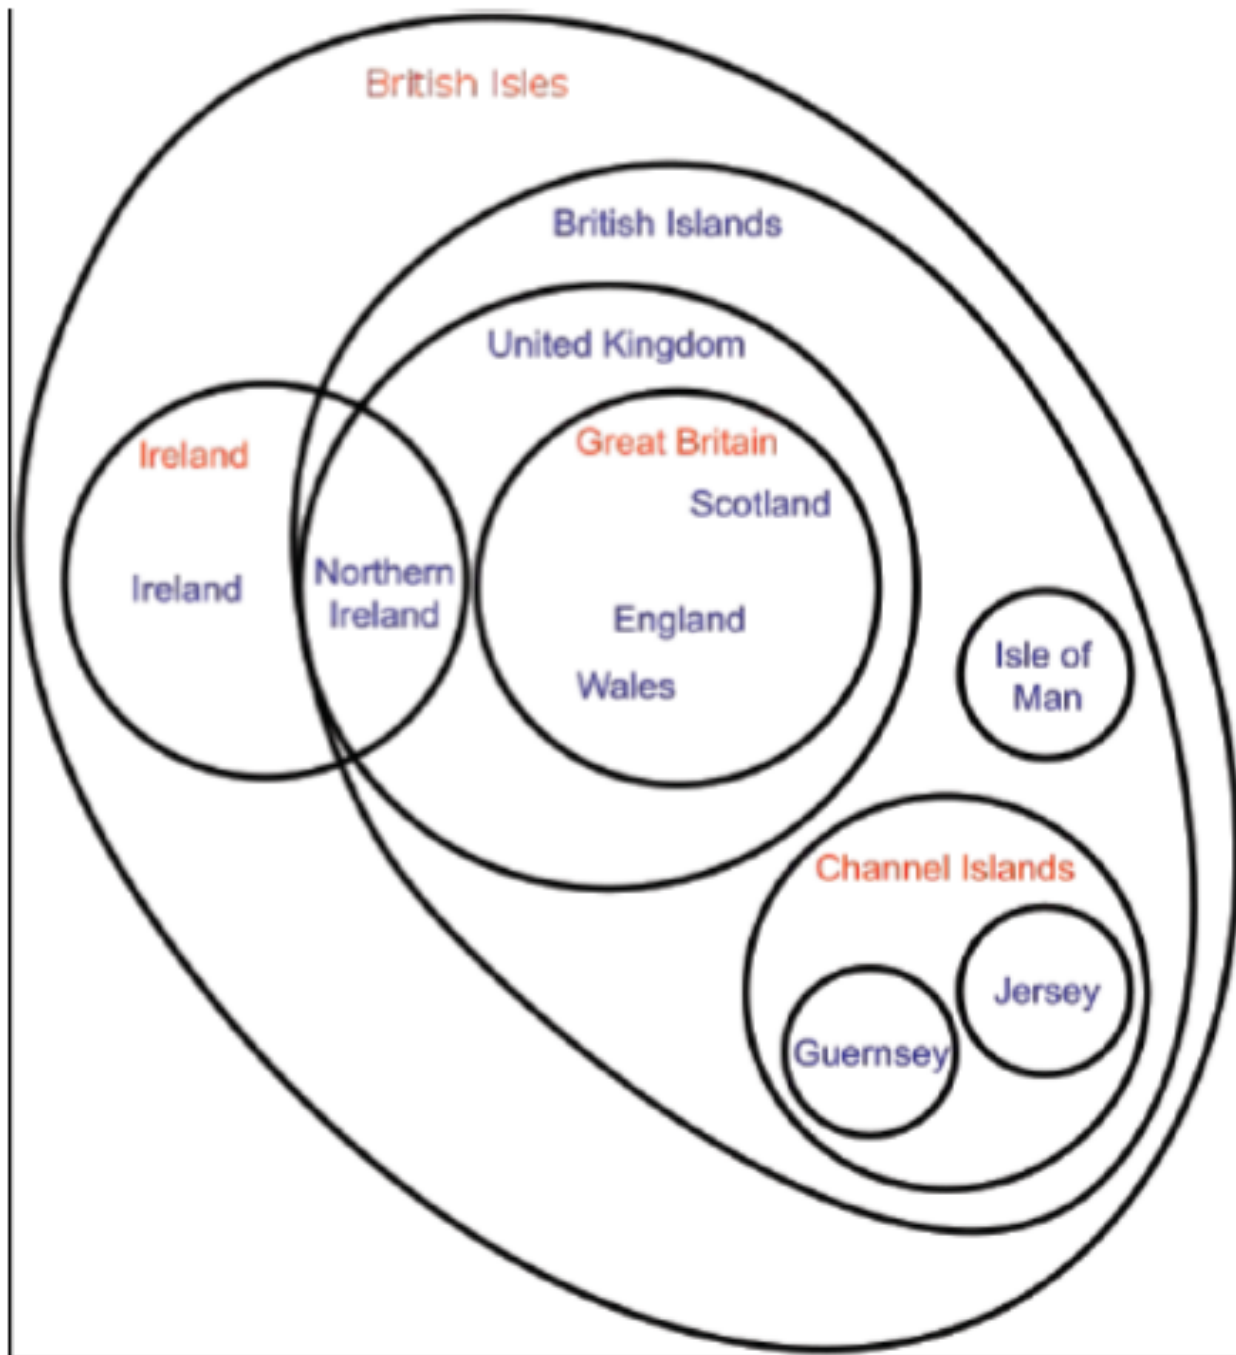 British Isles
British Islands
United Kingdom
Great Britain
Ireland
Scotland
Northern
Ireland
Ireland
England
Wales
Isle of
Man
Channel Islands
Jersey
Guernsey